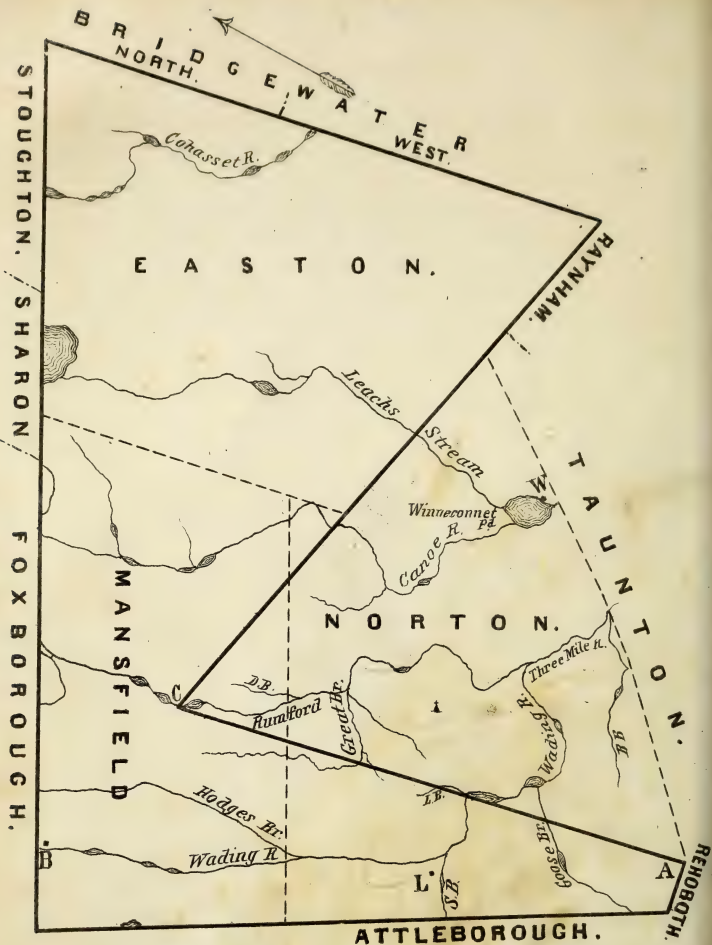 BRIDGEWATER
NORTH.
WEST.
STOUGHTON.
SHARON
FOXBOROUGH.
Cohasset R.
EASTON.
RAYNHAM.
Leachs Stream
W.
Winneconnet Pd.
Canoe R.
TAUNTON.
MANSFIELD
NORTON.
C
D.B.
Rumford
Great Br.
Three Mile R.
Wading R.
B B
Hodges Br.
L.B.
Goose Br.
B
Wading R
L
S.B.
A
REHOBOTH.
ATTLEBOROUGH.